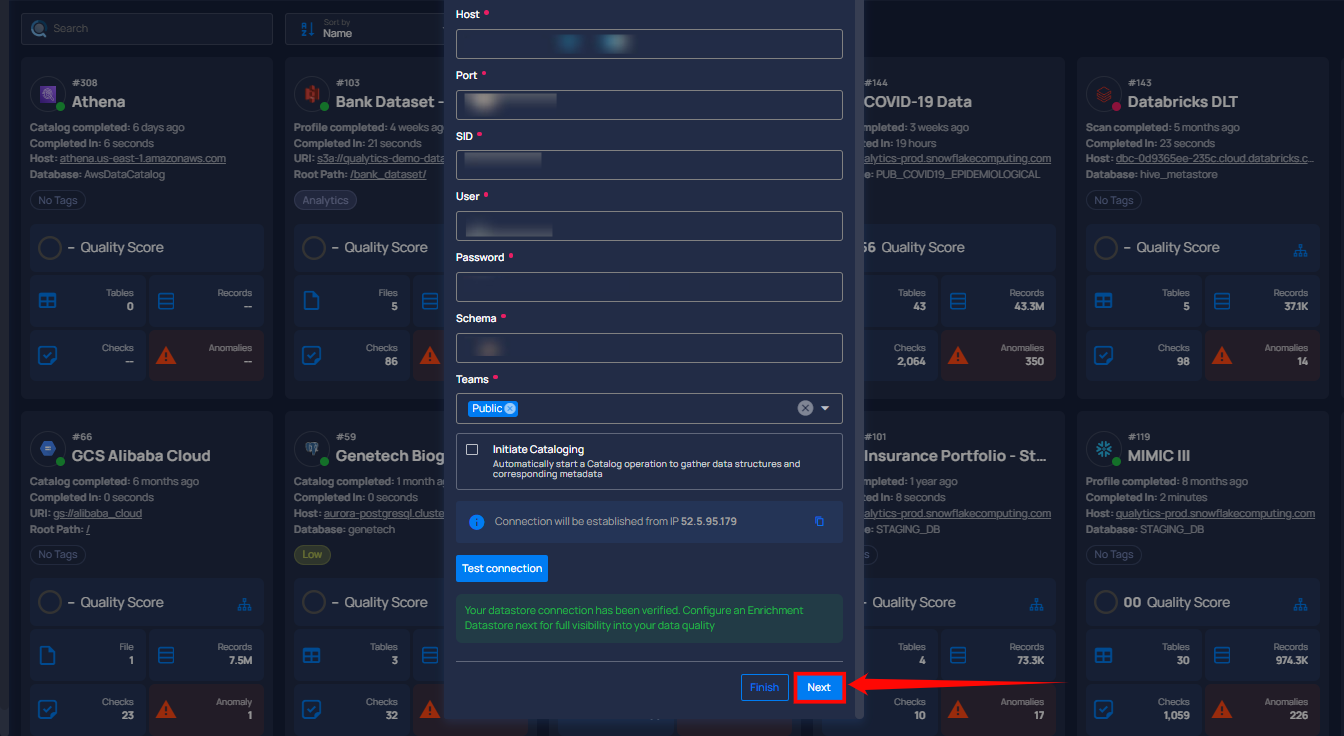 Search
Sort by
Name
Host *
Port *
SID *
User *
Password *
Schema *
Teams *
Public
Initiate Cataloging
Automatically start a Catalog operation to gather data structures and
corresponding metadata
Connection will be established from IP 52.5.95.179
Test connection
Your datastore connection has been verified. Configure an Enrichment
Datastore next for full visibility into your data quality
Finish
Next
#308
Athena
Catalog completed: 6 days ago
Completed In: 6 seconds
Host: athena.us-east-1.amazonaws.com
Database: AwsDataCatalog
No Tags
– Quality Score
Tables
0
Records
--
Checks
--
Anomalies
--
#103
Bank Dataset -
Profile completed: 4 weeks ag
Completed In: 21 seconds
URI: s3a://qualytics-demo-data
Root Path: /bank_dataset/
Analytics
– Quality Score
Files
5
Checks
86
#144
COVID-19 Data
mpleted: 3 weeks ago
ed In: 19 hours
alytics-prod.snowflakecomputing.com
e: PUB_COVID19_EPIDEMIOLOGICAL
56 Quality Score
Tables
43
Records
43.3M
Checks
2,064
Anomalies
350
#143
Databricks DLT
Scan completed: 5 months ago
Completed In: 23 seconds
Host: dbc-0d9365ee-235c.cloud.databricks.c...
Database: hive_metastore
No Tags
– Quality Score
Tables
5
Records
37.1K
Checks
98
Anomalies
14
#66
GCS Alibaba Cloud
Catalog completed: 6 months ago
Completed In: 0 seconds
URI: gs://alibaba_cloud
Root Path: /
No Tags
– Quality Score
File
1
Records
7.5M
Checks
23
Anomaly
1
#59
Genetech Biog
Catalog completed: 1 month ag
Completed In: 0 seconds
Host: aurora-postgresql.cluste
Database: genetech
Low
– Quality Score
Tables
3
Checks
32
#101
Insurance Portfolio - St...
mpleted: 1 year ago
ed In: 8 seconds
alytics-prod.snowflakecomputing.com
e: STAGING_DB
s
– Quality Score
Tables
4
Records
73.3K
Checks
10
Anomalies
17
#119
MIMIC III
Profile completed: 8 months ago
Completed In: 2 minutes
Host: qualytics-prod.snowflakecomputing.com
Database: STAGING_DB
No Tags
00 Quality Score
Tables
30
Records
974.3K
Checks
1,059
Anomalies
226